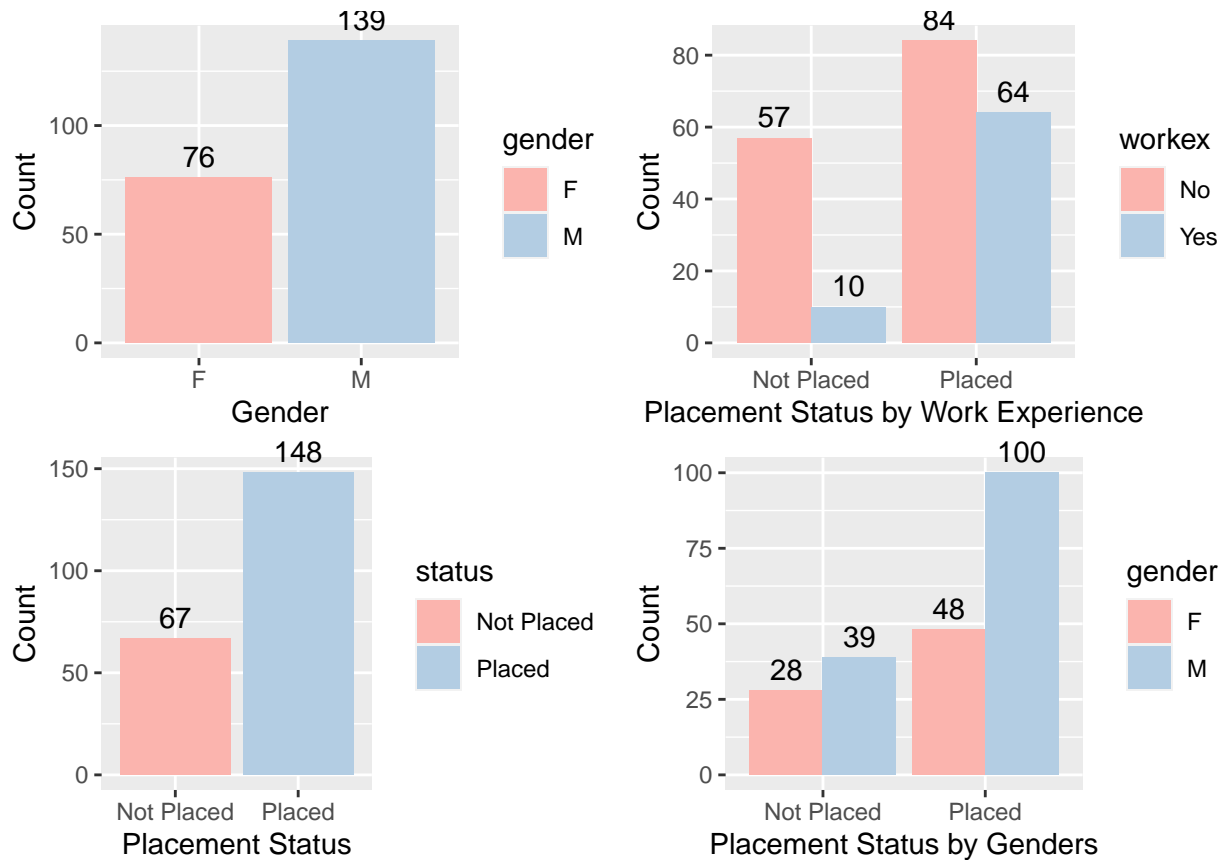 139
76
100
50
0
Count
F
M
Gender
gender
F
M
84
64
57
10
80
60
40
20
0
Count
Not Placed
Placed
Placement Status by Work Experience
workex
No
Yes
148
67
150
100
50
0
Count
Not Placed
Placed
Placement Status
status
Not Placed
Placed
100
48
39
28
100
75
50
25
0
Count
Not Placed
Placed
Placement Status by Genders
gender
F
M